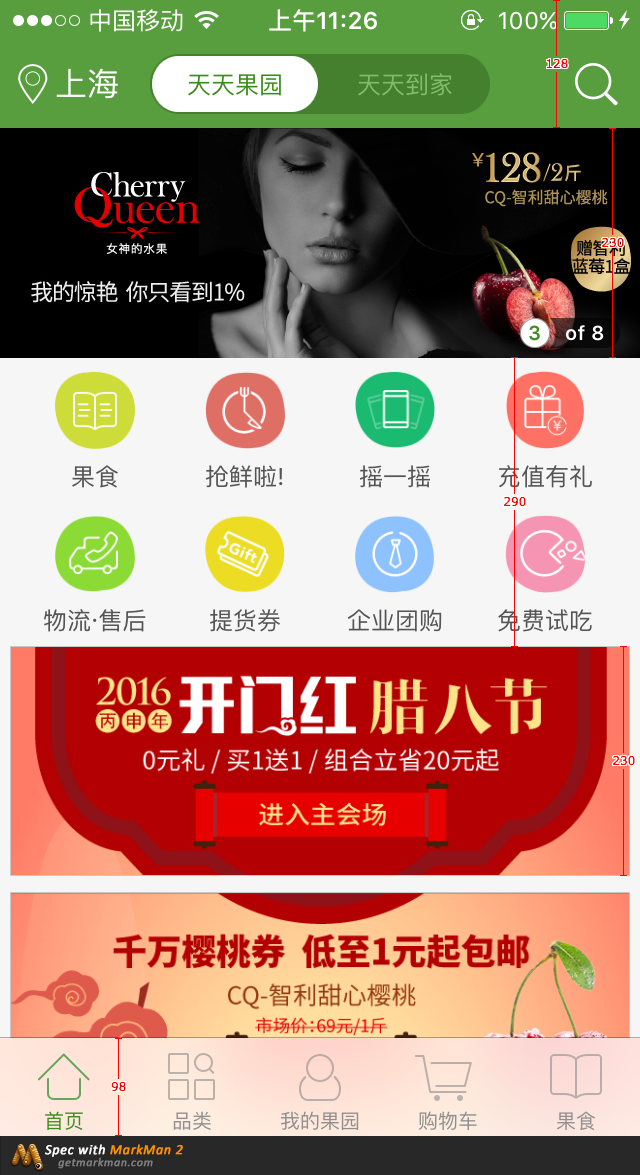 中国移动 上午11:26 100%
128
上海 天天果园 天天到家
¥128/2斤
Cherry
CQ-智利甜心樱桃
Queen
女神的水果
赠智利
230
蓝莓1盒
我的惊艳 你只看到1%
3 of 8
果食 抢鲜啦! 摇一摇 充值有礼
¥
290
Gift
物流·售后 提货券 企业团购 免费试吃
2016 开门红 腊八节
丙申年
0元礼 / 买1送1 / 组合立省20元起
230
进入主会场
千万樱桃券 低至1元起包邮
CQ-智利甜心樱桃
市场价:69元/1斤
98
首页 品类 我的果园 购物车 果食
Spec with MarkMan 2
getmarkman.com